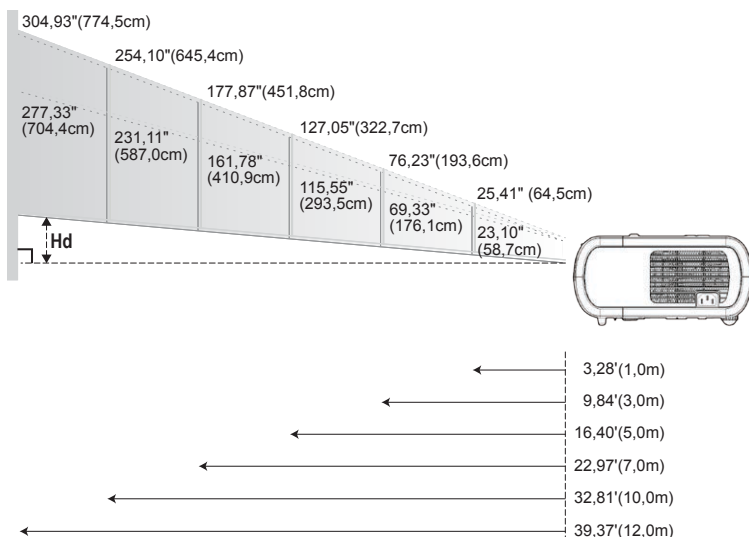 304,93"(774,5cm)
254,10"(645,4cm)
177,87"(451,8cm)
127,05"(322,7cm)
76,23"(193,6cm)
25,41" (64,5cm)
277,33"
(704,4cm)
231,11"
(587,0cm)
161,78"
(410,9cm)
115,55"
(293,5cm)
69,33"
(176,1cm)
23,10"
(58,7cm)
Hd
3,28'(1,0m)
9,84'(3,0m)
16,40'(5,0m)
22,97'(7,0m)
32,81'(10,0m)
39,37'(12,0m)